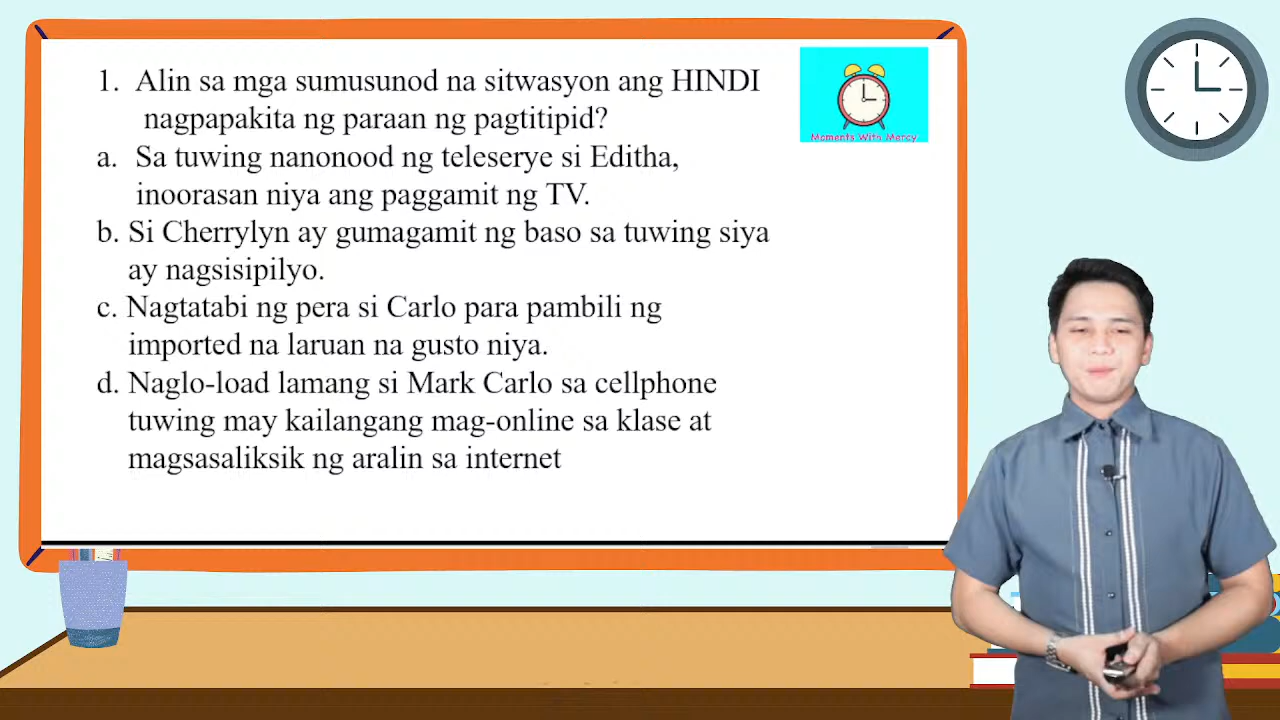 1. Alin sa mga sumusunod na sitwasyon ang HINDI
nagpapakita ng paraan ng pagtitipid?
a. Sa tuwing nanonood ng teleserye si Editha,
inoorasan niya ang paggamit ng TV.
b. Si Cherrylyn ay gumagamit ng baso sa tuwing siya
ay nagsisipilyo.
c. Nagtatabi ng pera si Carlo para pambili ng
imported na laruan na gusto niya.
d. Naglo-load lamang si Mark Carlo sa cellphone
tuwing may kailangang mag-online sa klase at
magsasaliksik ng aralin sa internet
Moments With Mercy